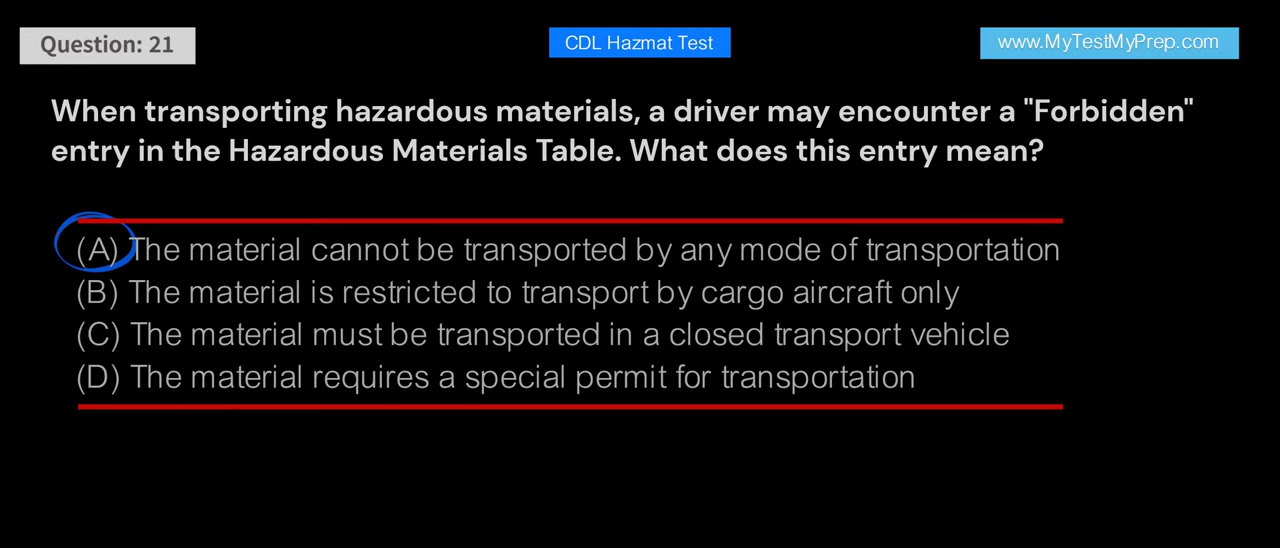 Question: 21
CDL Hazmat Test
www.MyTestMyPrep.com
When transporting hazardous materials, a driver may encounter a "Forbidden"
entry in the Hazardous Materials Table. What does this entry mean?
(A) The material cannot be transported by any mode of transportation
(B) The material is restricted to transport by cargo aircraft only
(C) The material must be transported in a closed transport vehicle
(D) The material requires a special permit for transportation